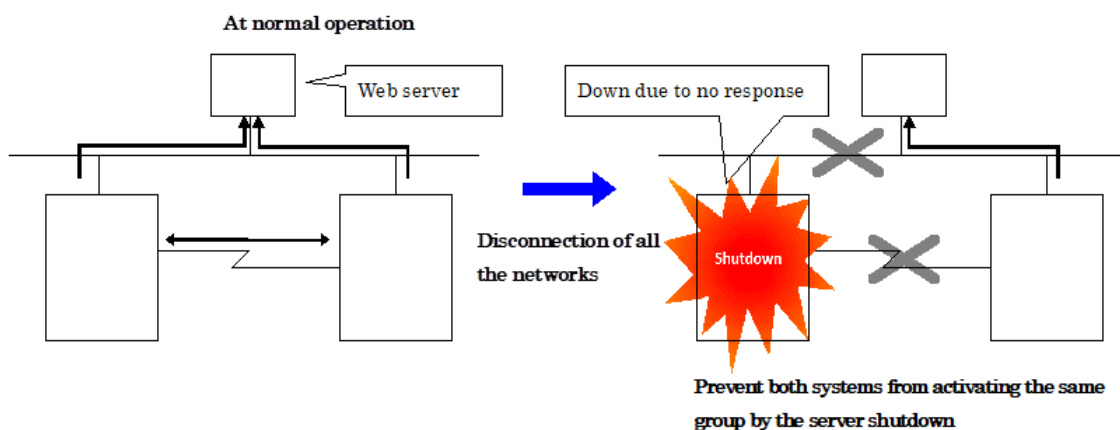 At normal operation
Web server
Down due to no response
Disconnection of all
the networks
Shutdown
Prevent both systems from activating the same
group by the server shutdown